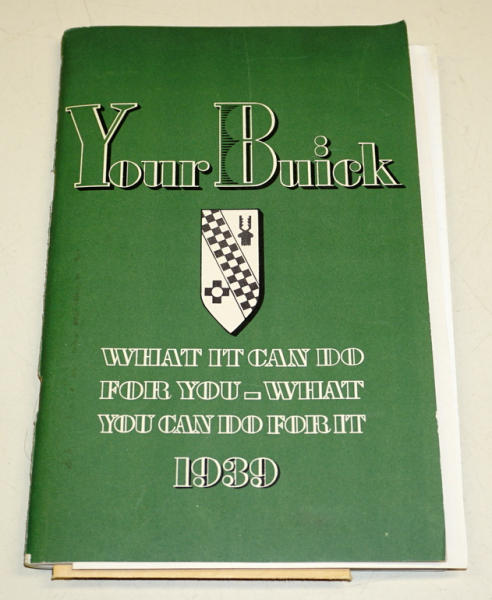 Your Buick
WHAT IT CAN DO
FOR YOU - WHAT
YOU CAN DO FOR IT
1939